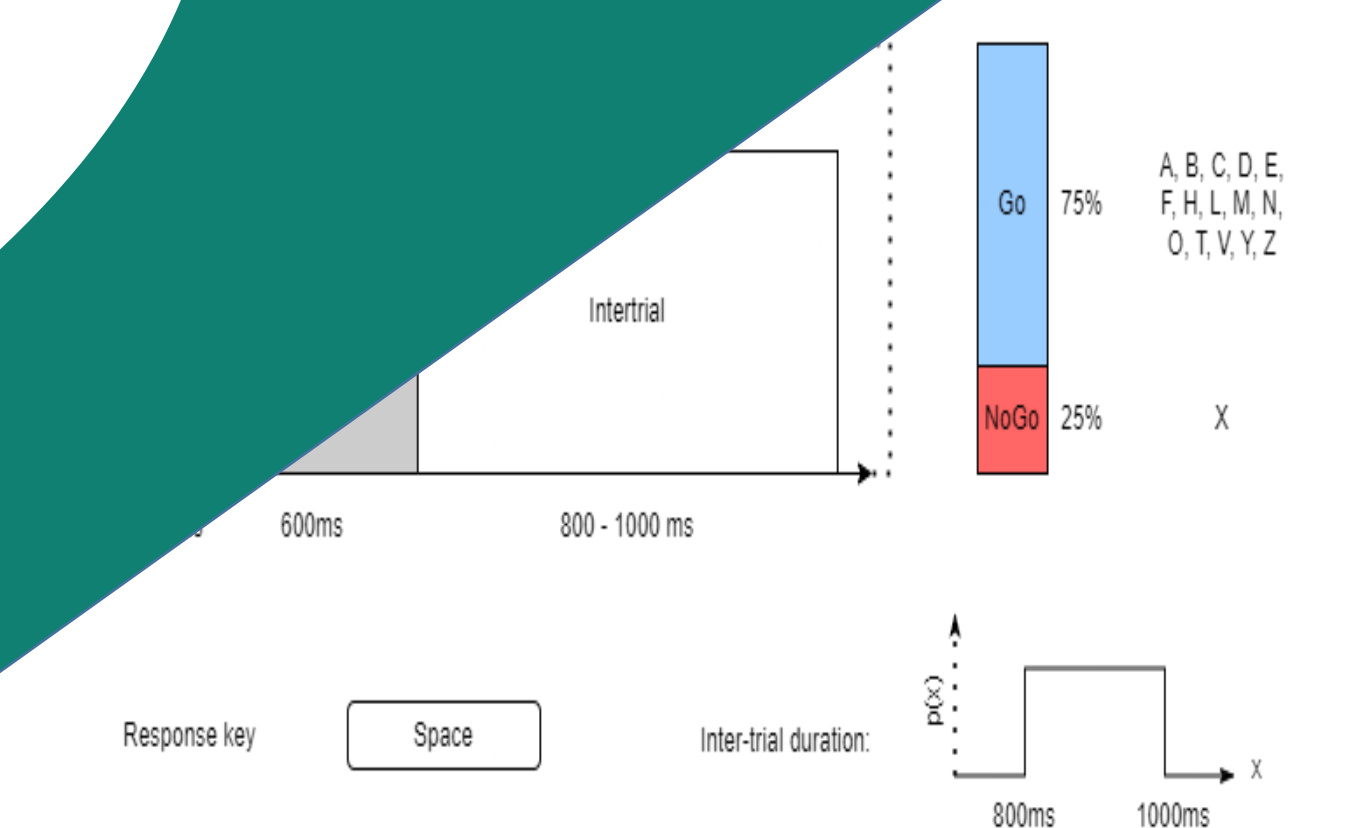 A, B, C, D, E,
Go 75% F, H, L, M, N,
O, T, V, Y, Z
Intertrial
NoGo 25% X
600ms 800 - 1000 ms
p(x)
Response key Space Inter-trial duration:
X
800ms 1000ms